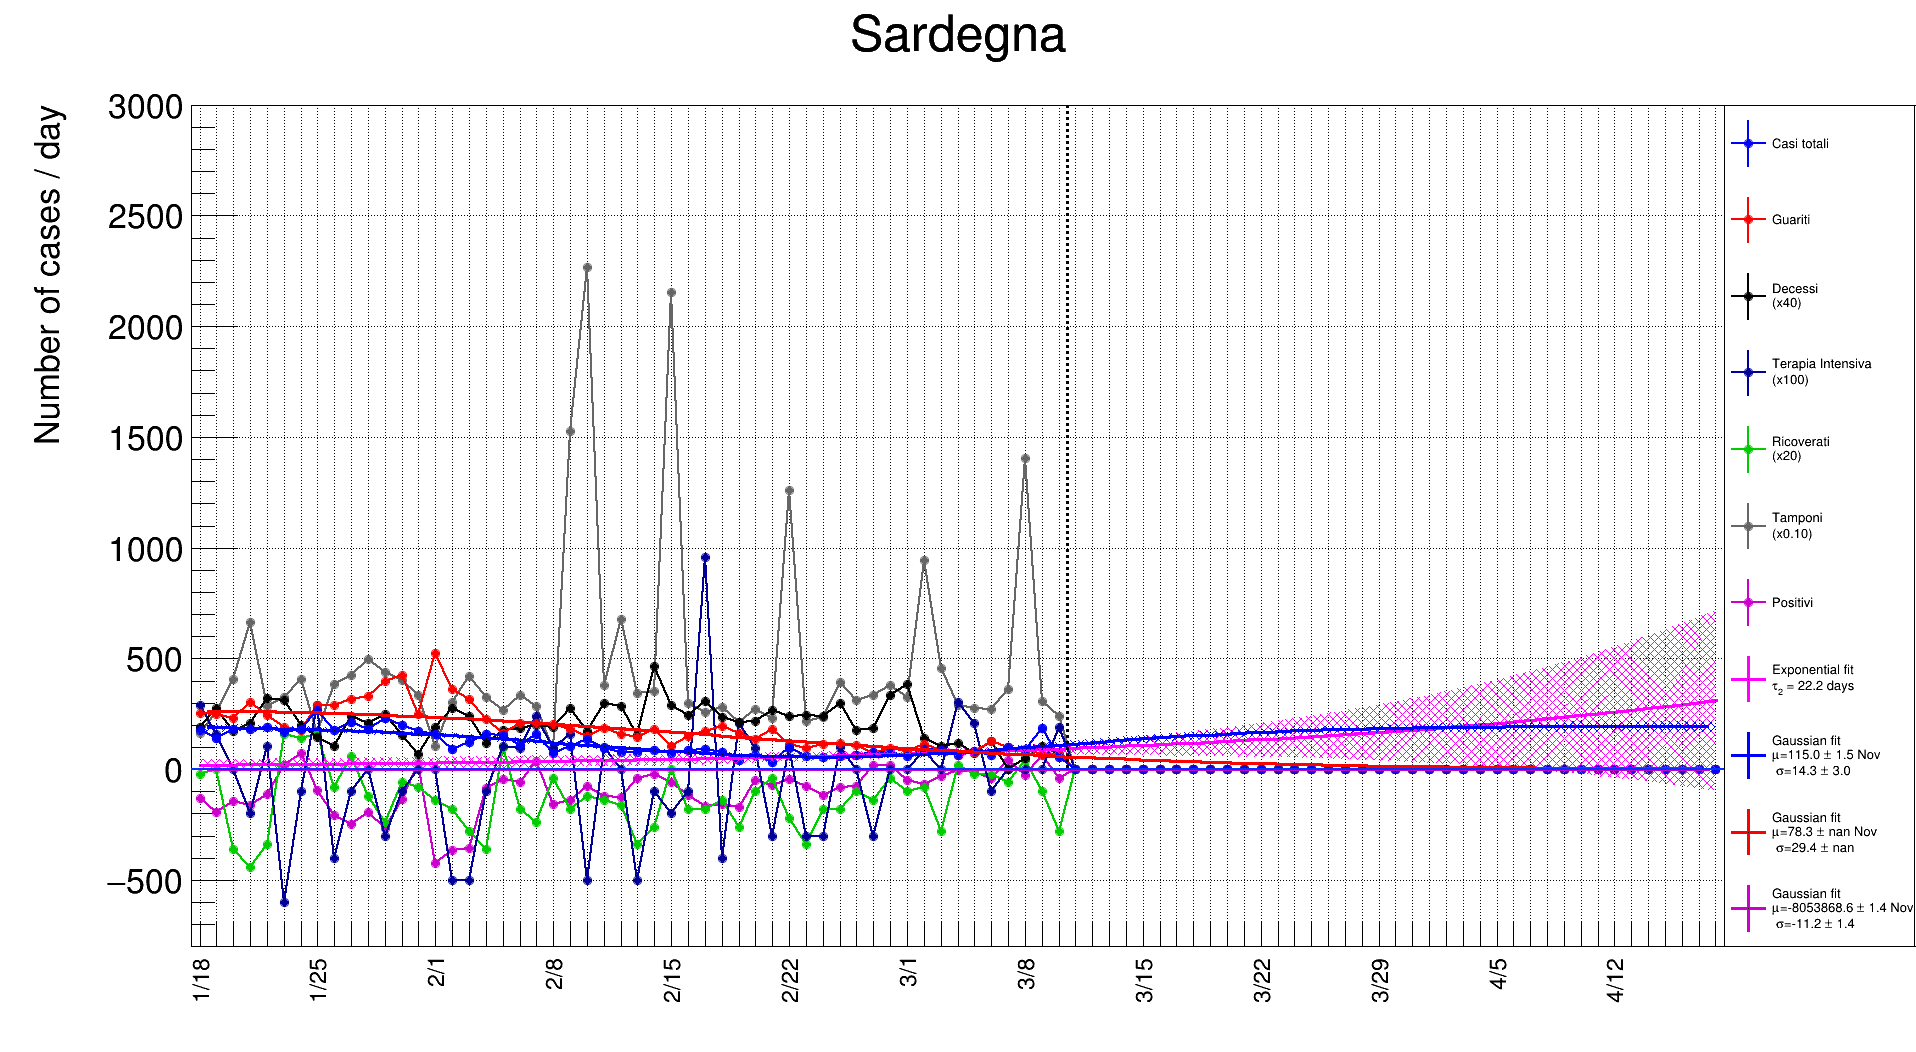 Sardegna
Number of cases / day
3000
2500
2000
1500
1000
500
0
−500
1/18
1/25
2/1
2/8
2/15
2/22
3/1
3/8
3/15
3/22
3/29
4/5
4/12
Casi totali
Guariti
Decessi
(x40)
Terapia Intensiva
(x100)
Ricoverati
(x20)
Tamponi
(x0.10)
Positivi
Exponential fit
τ2 = 22.2 days
Gaussian fit
μ=115.0 ± 1.5 Nov
σ=14.3 ± 3.0
Gaussian fit
μ=78.3 ± nan Nov
σ=29.4 ± nan
Gaussian fit
μ=-8053868.6 ± 1.4 Nov
σ=-11.2 ± 1.4